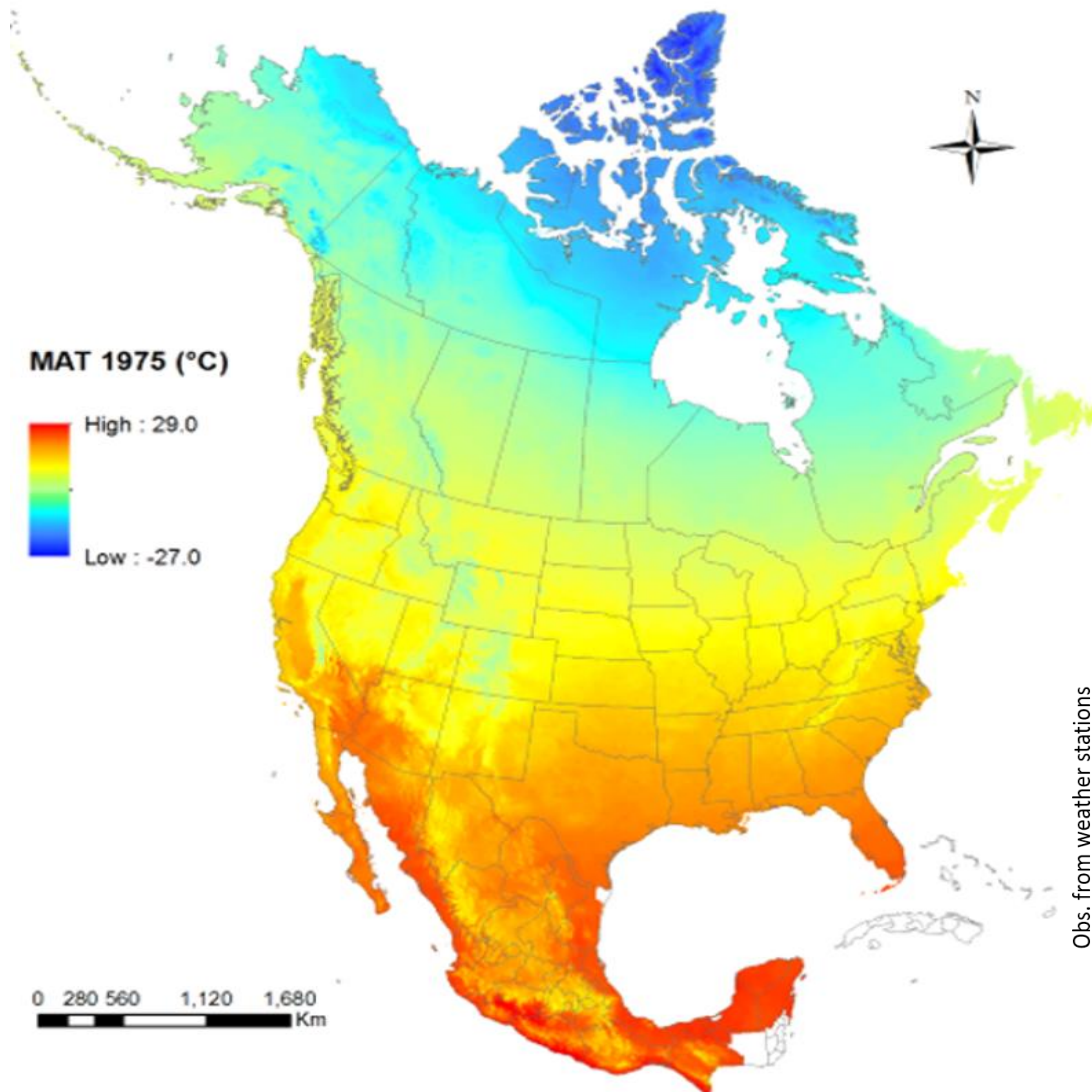 N
MAT 1975 (°C)
High : 29.0
Low : -27.0
0 280 560 1,120 1,680
Km
Obs. from weather stations